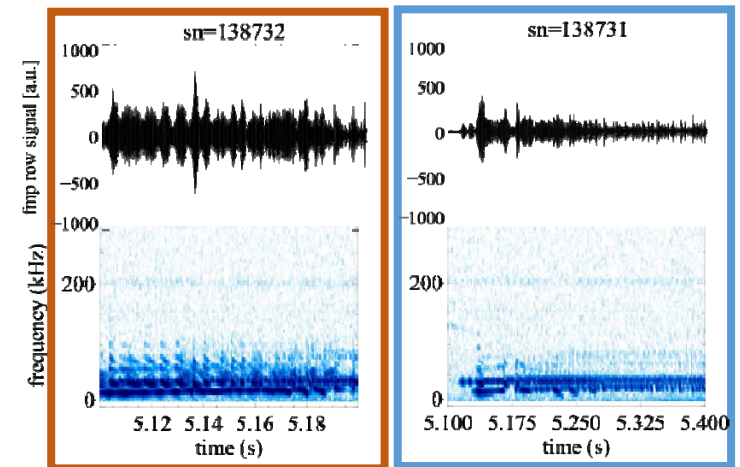 sn=138732
1000
500
0
−500
−1000
fmp row signal [a.u.]
200
0
frequency (kHz)
5.12 5.14 5.16 5.18
time (s)
sn=138731
1000
500
0
−500
−1000
200
0
5.100 5.175 5.250 5.325 5.400
time (s)